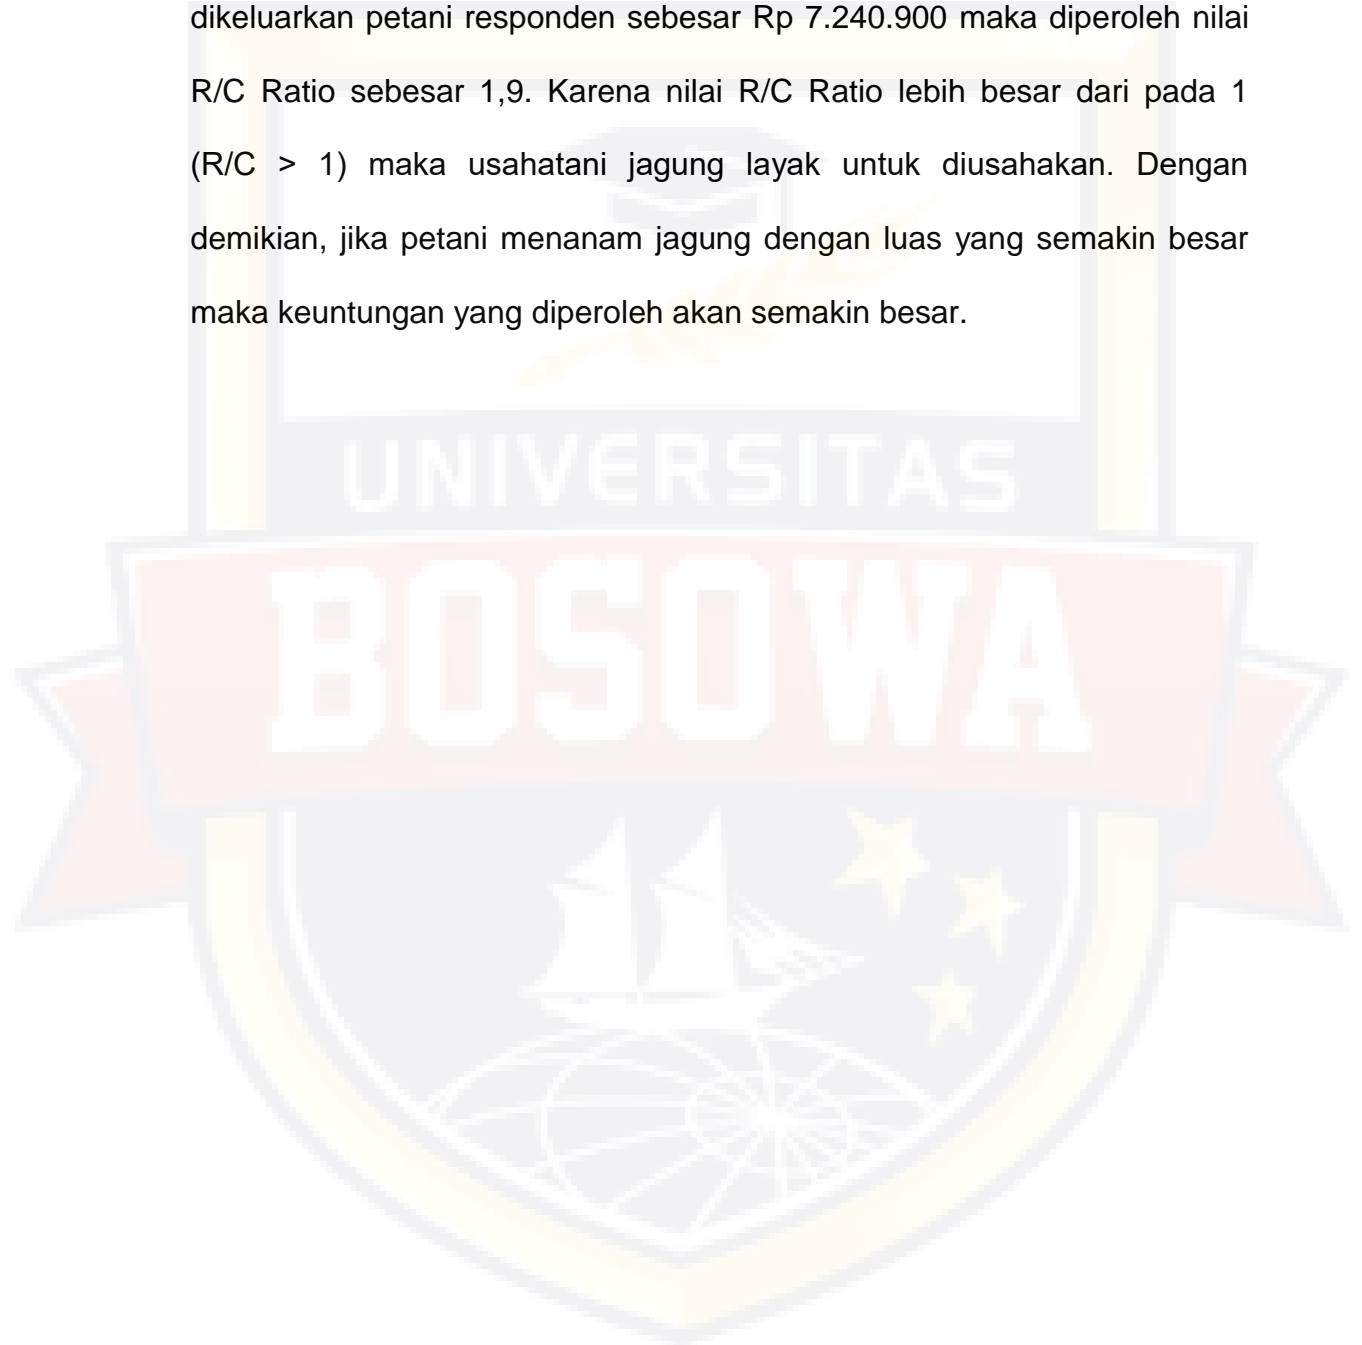 dikeluarkan petani responden sebesar Rp 7.240.900 maka diperoleh nilai
R/C Ratio sebesar 1,9. Karena nilai R/C Ratio lebih besar dari pada 1
(R/C > 1) maka usahatani jagung layak untuk diusahakan. Dengan
demikian, jika petani menanam jagung dengan luas yang semakin besar
maka keuntungan yang diperoleh akan semakin besar.
UNIVERSITAS
BOSOWA